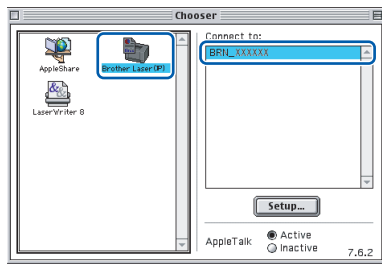 Chooser
AppleShare
Brother Laser (IP)
LaserWriter 8
Connect to:
BRN_XXXXXX
Setup...
AppleTalk
Active
Inactive
7.6.2